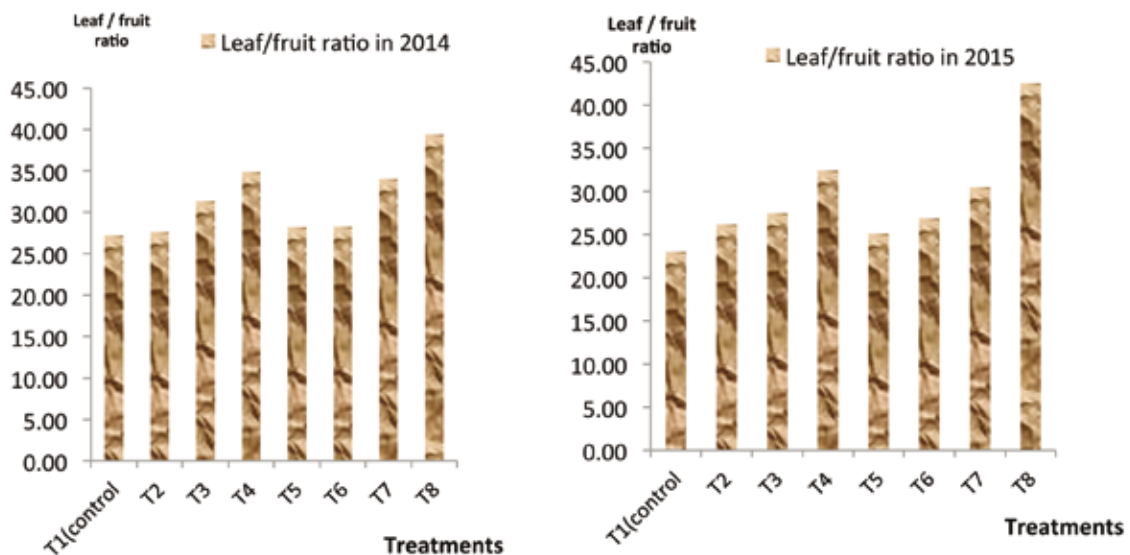 Leaf / fruit
ratio
Leaf/fruit ratio in 2014
45.00
40.00
35.00
30.00
25.00
20.00
15.00
10.00
5.00
0.00
T1(control
T2
T3
T4
T5
T6
T7
T8
Treatments
Leaf / fruit
ratio
Leaf/fruit ratio in 2015
45.00
40.00
35.00
30.00
25.00
20.00
15.00
10.00
5.00
0.00
T1(control
T2
T3
T4
T5
T6
T7
T8
Treatments